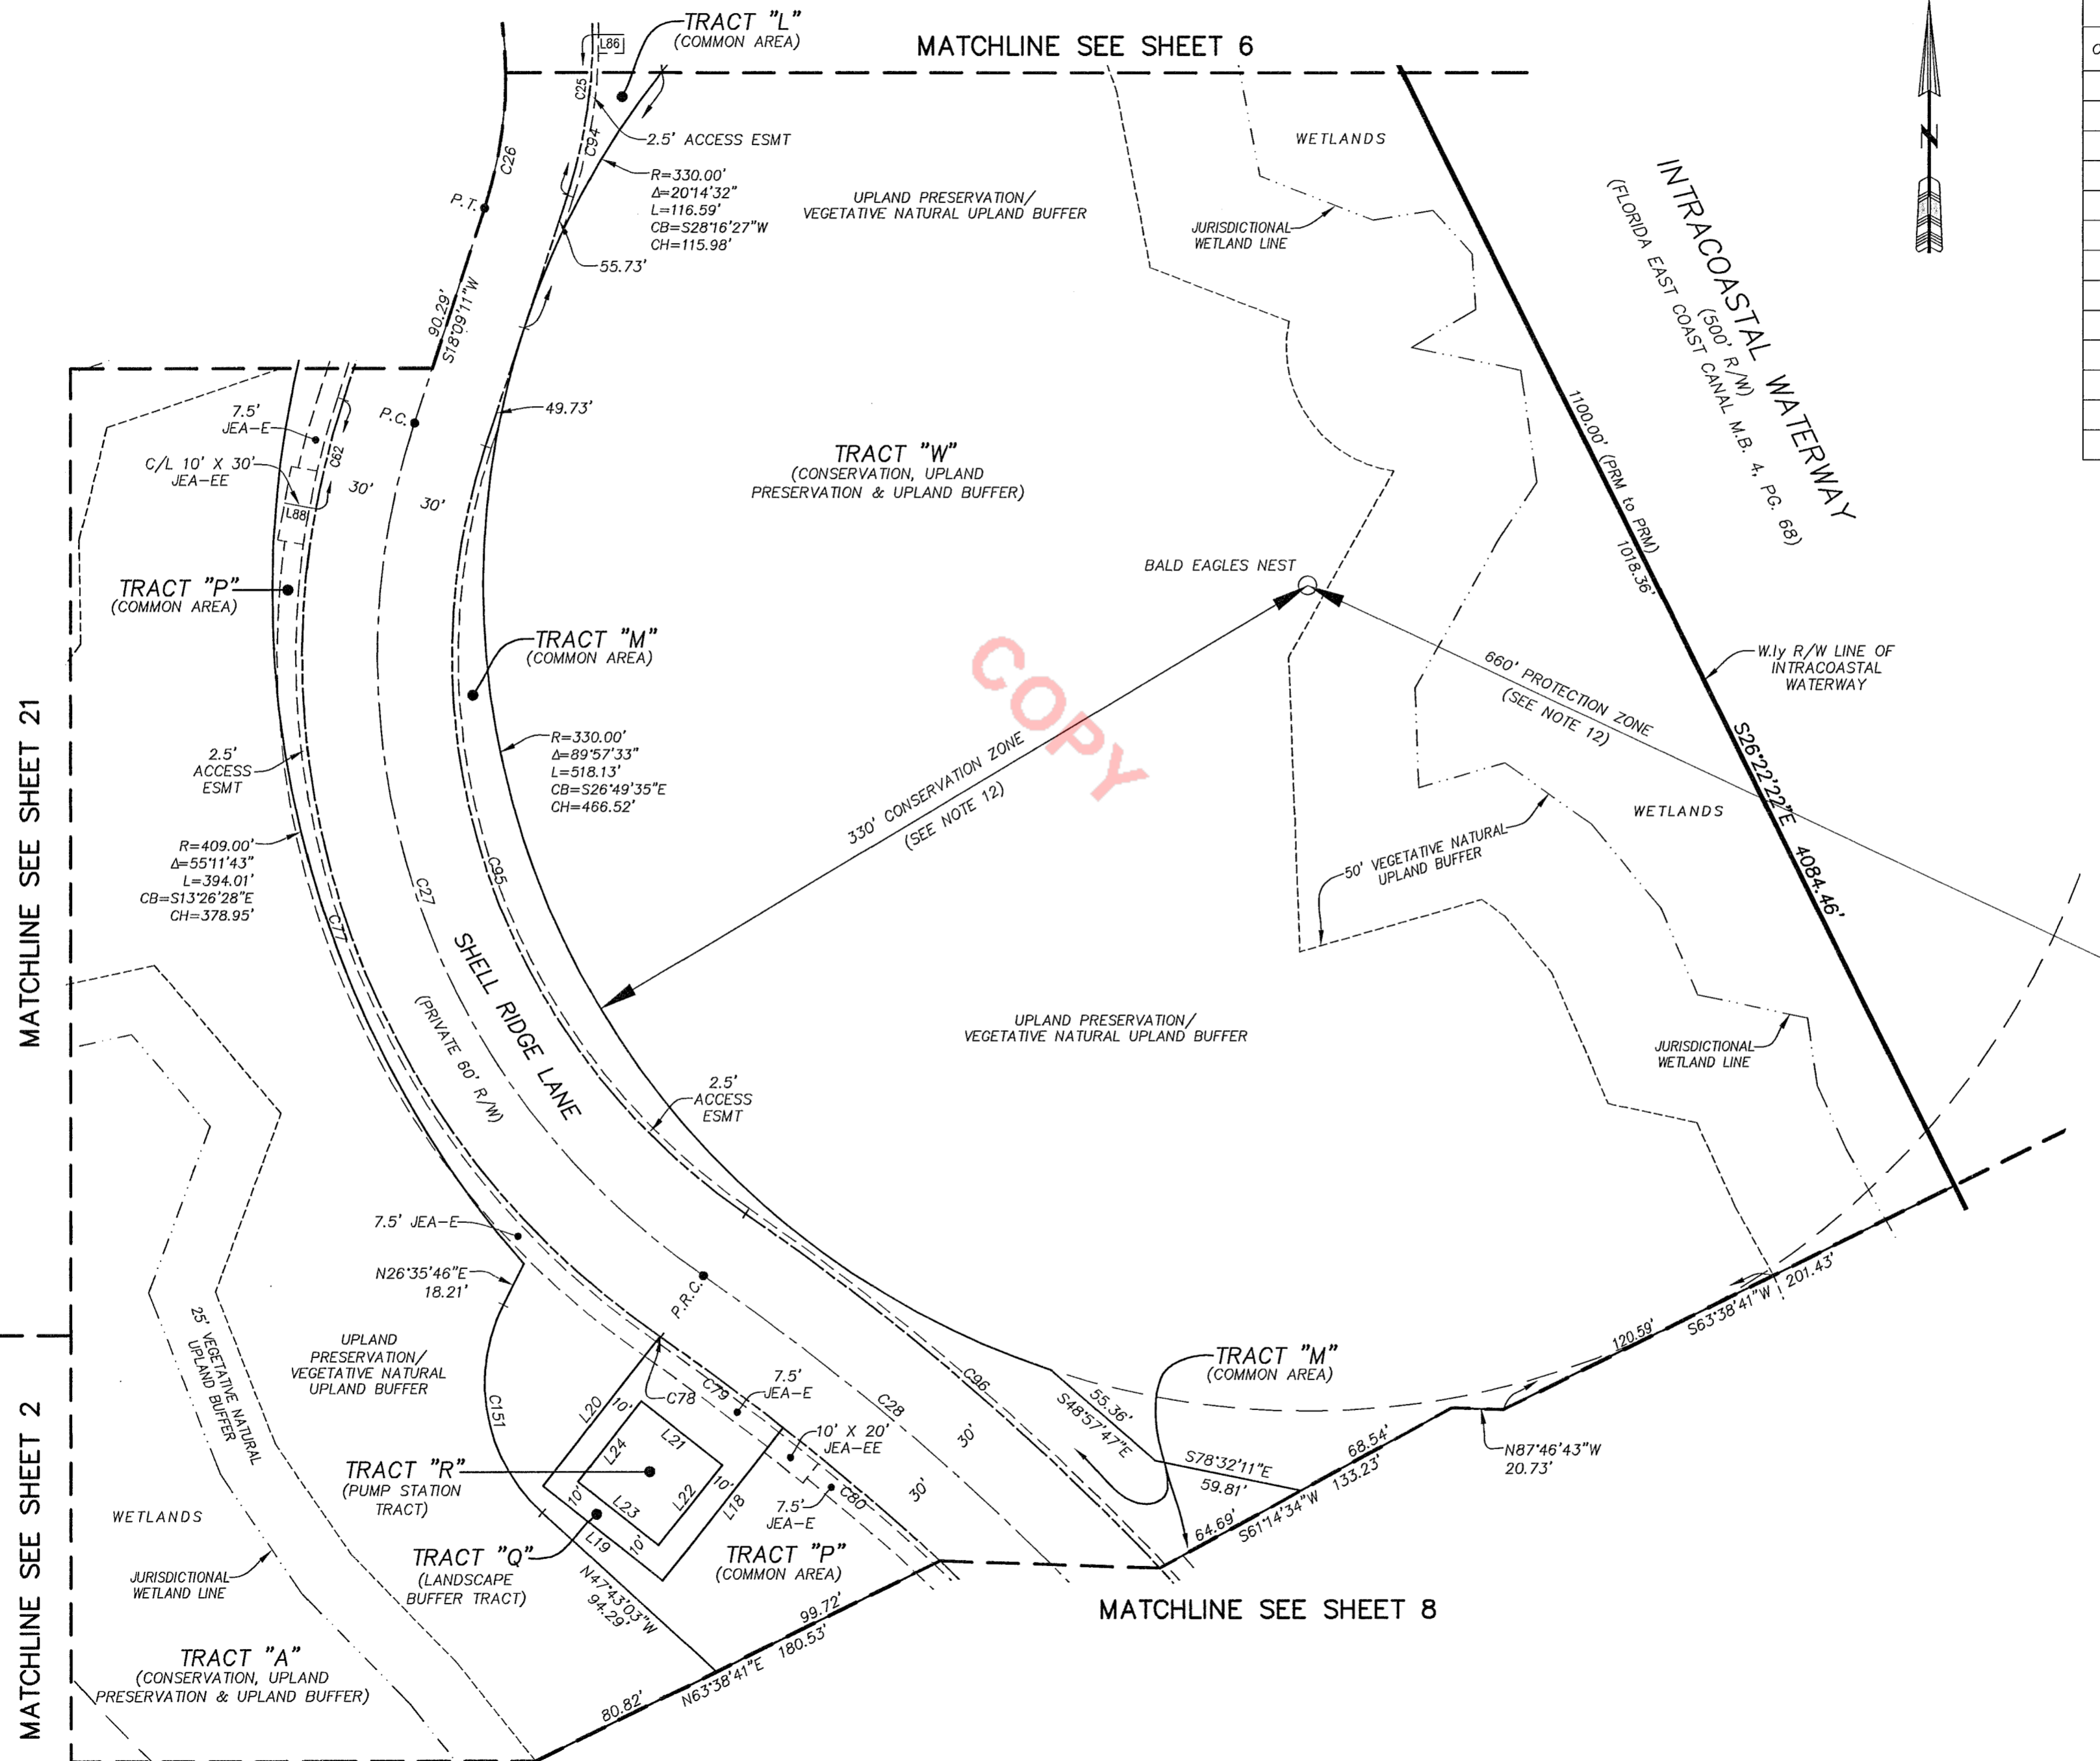 TRACT "L"
(COMMON AREA)
MATCHLINE SEE SHEET 6
L86
C25
C94
C26
2.5' ACCESS ESMT
R=330.00'
Δ=20°14'32"
L=116.59'
CB=S28°16'27"W
CH=115.98'
55.73'
P.T.
90.29'
S18°09'11"W
UPLAND PRESERVATION/
VEGETATIVE NATURAL UPLAND BUFFER
WETLANDS
JURISDICTIONAL
WETLAND LINE
N
INTRACOASTAL WATERWAY
(500' R/W)
(FLORIDA EAST COAST CANAL M.B. 4, PG. 68)
7.5'
JEA-E
P.C.
49.73'
C/L 10' X 30'
JEA-EE
C62
L88
30'
30'
TRACT "W"
(CONSERVATION, UPLAND
PRESERVATION & UPLAND BUFFER)
1100.00' (PRM to PRM)
1018.36'
BALD EAGLES NEST
TRACT "P"
(COMMON AREA)
TRACT "M"
(COMMON AREA)
COPY
660' PROTECTION ZONE
(SEE NOTE 12)
W.ly R/W LINE OF
INTRACOASTAL
WATERWAY
MATCHLINE SEE SHEET 21
2.5'
ACCESS
ESMT
R=330.00'
Δ=89°57'33"
L=518.13'
CB=S26°49'35"E
CH=466.52'
330' CONSERVATION ZONE
(SEE NOTE 12)
S26°22'22"E
4084.46'
WETLANDS
50' VEGETATIVE NATURAL
UPLAND BUFFER
R=409.00'
Δ=55°11'43"
L=394.01'
CB=S13°26'28"E
CH=378.95'
C77
C27
C95
SHELL RIDGE LANE
(PRIVATE 60' R/W)
UPLAND PRESERVATION/
VEGETATIVE NATURAL UPLAND BUFFER
JURISDICTIONAL
WETLAND LINE
2.5'
ACCESS
ESMT
7.5' JEA-E
N26°35'46"E
18.21'
P.R.C.
25' VEGETATIVE NATURAL
UPLAND BUFFER
UPLAND
PRESERVATION/
VEGETATIVE NATURAL
UPLAND BUFFER
C151
L20
10'
C78
C79
7.5'
JEA-E
C28
C96
30'
30'
L24
L21
10' X 20'
JEA-EE
TRACT "R"
(PUMP STATION
TRACT)
10'
L22
10'
L18
L23
10'
L19
7.5'
JEA-E
C80
TRACT "M"
(COMMON AREA)
55.36'
S48°57'47"E
S78°32'11"E
59.81'
64.69'
S61°14'34"W
133.23'
68.54'
N87°46'43"W
20.73'
120.59'
S63°38'41"W
201.43'
MATCHLINE SEE SHEET 2
WETLANDS
TRACT "Q"
(LANDSCAPE
BUFFER TRACT)
TRACT "P"
(COMMON AREA)
N47°43'03"W
94.29'
JURISDICTIONAL
WETLAND LINE
MATCHLINE SEE SHEET 8
99.72'
180.53'
80.82'
N63°38'41"E
TRACT "A"
(CONSERVATION, UPLAND
PRESERVATION & UPLAND BUFFER)